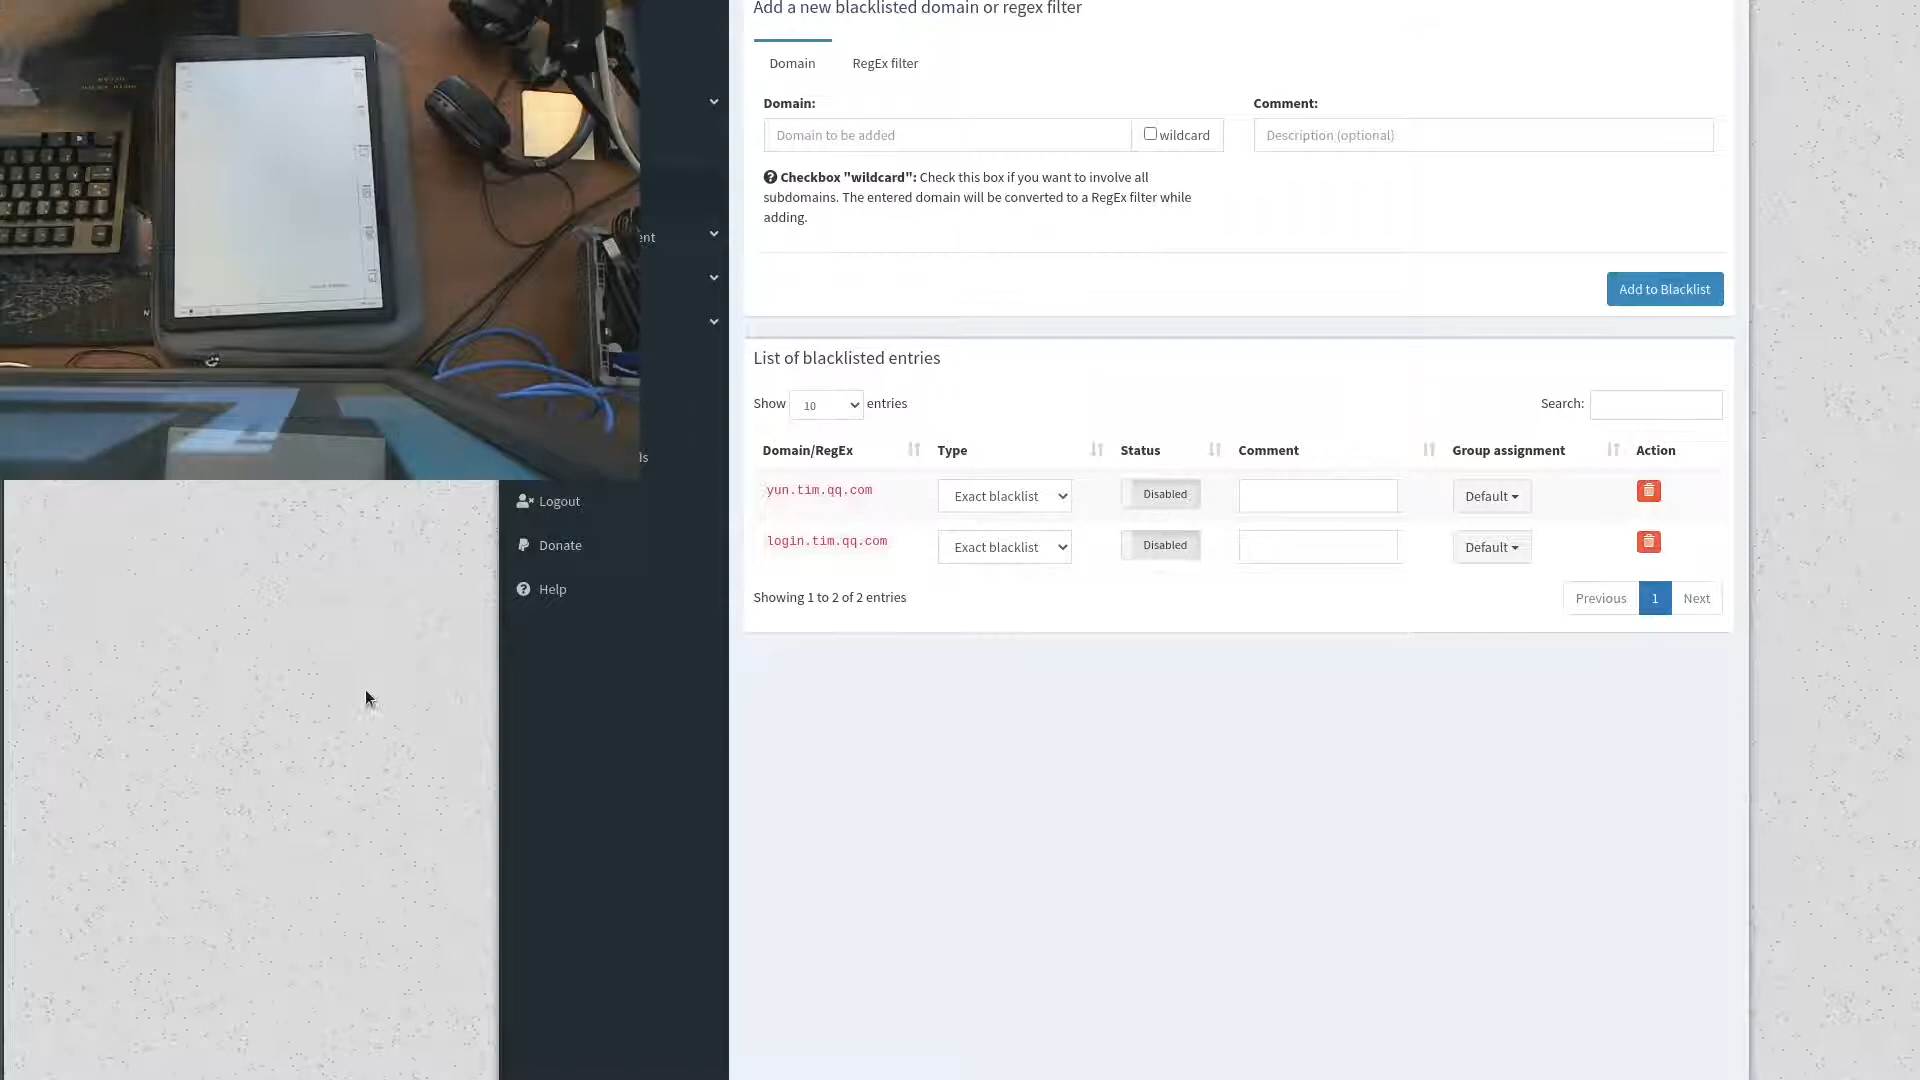 Add a new blacklisted domain or regex filter
Domain RegEx filter
Domain: Comment:
Domain to be added wildcard Description (optional)
Checkbox "wildcard": Check this box if you want to involve all
subdomains. The entered domain will be converted to a RegEx filter while
adding.
Add to Blacklist
List of blacklisted entries
Show 10 entries Search:
Domain/RegEx Type Status Comment Group assignment Action
yun.tim.qq.com Exact blacklist Disabled Default
login.tim.qq.com Exact blacklist Disabled Default
Showing 1 to 2 of 2 entries Previous 1 Next
ent
ls
Logout
Donate
Help